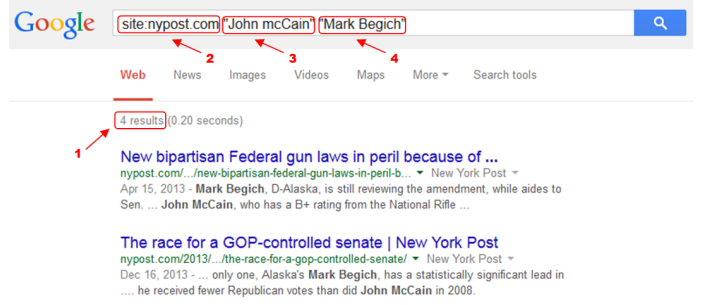 Google site:nypost.com "John mcCain" "Mark Begich"
2 3 4
Web News Images Videos Maps More Search tools
4 results (0.20 seconds)
1
New bipartisan Federal gun laws in peril because of ...
nypost.com/.../new-bipartisan-federal-gun-laws-in-peril-b... New York Post
Apr 15, 2013 - Mark Begich, D-Alaska, is still reviewing the amendment, while aides to
Sen. ... John McCain, who has a B+ rating from the National Rifle ...
The race for a GOP-controlled senate | New York Post
nypost.com/2013/.../the-race-for-a-gop-controlled-senate/ New York Post
Dec 16, 2013 - ... only one, Alaska's Mark Begich, has a statistically significant lead in
.... he received fewer Republican votes than did John McCain in 2008.